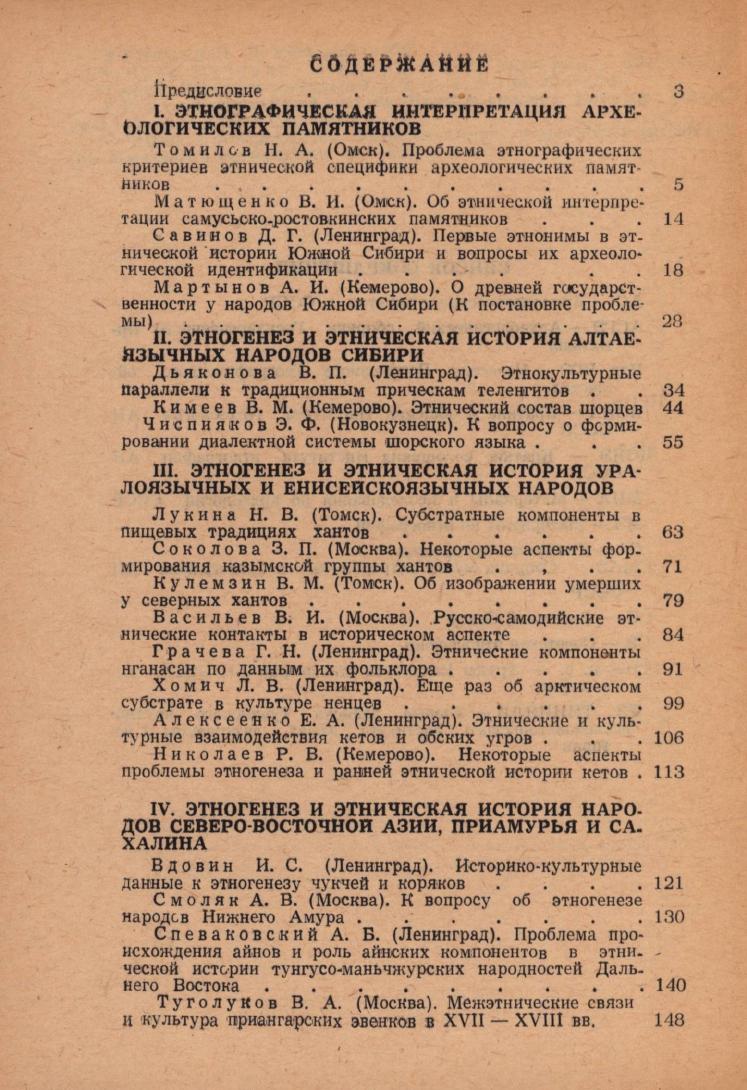 СОДЕРЖАНИЕ
Предисловие . . . . . . . . . 3
I. ЭТНОГРАФИЧЕСКАЯ ИНТЕРПРЕТАЦИЯ АРХЕ-
ОЛОГИЧЕСКИХ ПАМЯТНИКОВ
Томилов Н. А. (Омск). Проблема этнографических
критериев этнической специфики археологических памят-
ников . . . . . . . . . . . 5
Матющенко В. И. (Омск). Об этнической интерпре-
тации самусьско-ростовкинских памятников . . . 14
Савинов Д. Г. (Ленинград). Первые этнонимы в эт-
нической истории Южной Сибири и вопросы их археоло-
гической идентификации . . . . . . . 18
Мартынов А. И. (Кемерово). О древней государст-
венности у народов Южной Сибири (К постановке пробле-
мы) . . . . . . . . . . . 28
II. ЭТНОГЕНЕЗ И ЭТНИЧЕСКАЯ ИСТОРИЯ АЛТАЕ-
ЯЗЫЧНЫХ НАРОДОВ СИБИРИ
Дьяконова В. П. (Ленинград). Этнокультурные
параллели к традиционным прическам теленгитов . . 34
Кимеев В. М. (Кемерово). Этнический состав шорцев 44
Чиспияков Э. Ф. (Новокузнецк). К вопросу о форми-
ровании диалектной системы шорского языка . . . 55
III. ЭТНОГЕНЕЗ И ЭТНИЧЕСКАЯ ИСТОРИЯ УРА-
ЛОЯЗЫЧНЫХ И ЕНИСЕЙСКОЯЗЫЧНЫХ НАРОДОВ
Лукина Н. В. (Томск). Субстратные компоненты в
пищевых традициях хантов . . . . . . 63
Соколова З. П. (Москва). Некоторые аспекты фор-
мирования казымской группы хантов . , . . 71
Кулемзин В. М. (Томск). Об изображении умерших
у северных хантов . . . . . . . . 79
Васильев В. И. (Москва). Русско-самодийские эт-
нические контакты в историческом аспекте . . . 84
Грачева Г. Н. (Ленинград). Этнические компоненты
нганасан по данным их фольклора . . . . . 91
Хомич Л. В. (Ленинград). Еще раз об арктическом
субстрате в культуре ненцев . . . . . . 99
Алексеенко Е. А. (Ленинград). Этнические и куль-
турные взаимодействия кетов и обских угров . . . 106
Николаев Р. В. (Кемерово). Некоторые аспекты
проблемы этногенеза и ранней этнической истории кетов . 113
IV. ЭТНОГЕНЕЗ И ЭТНИЧЕСКАЯ ИСТОРИЯ НАРО-
ДОВ СЕВЕРО-ВОСТОЧНОЙ АЗИИ, ПРИАМУРЬЯ И СА-
ХАЛИНА
Вдовин И. С. (Ленинград). Историко-культурные
данные к этногенезу чукчей и коряков . . . . 121
Смоляк А. В. (Москва). К вопросу об этногенезе
народов Нижнего Амура . . . . . . . 130
Спеваковский А. Б. (Ленинград). Проблема про-
исхождения айнов и роль айнских компонентов в этни-
ческой истории тунгусо-маньчжурских народностей Даль-
него Востока . . . . . . . . . 140
Туголуков В. А. (Москва). Межэтнические связи
и культура приангарских эвенков в XVII — XVIII вв. 148